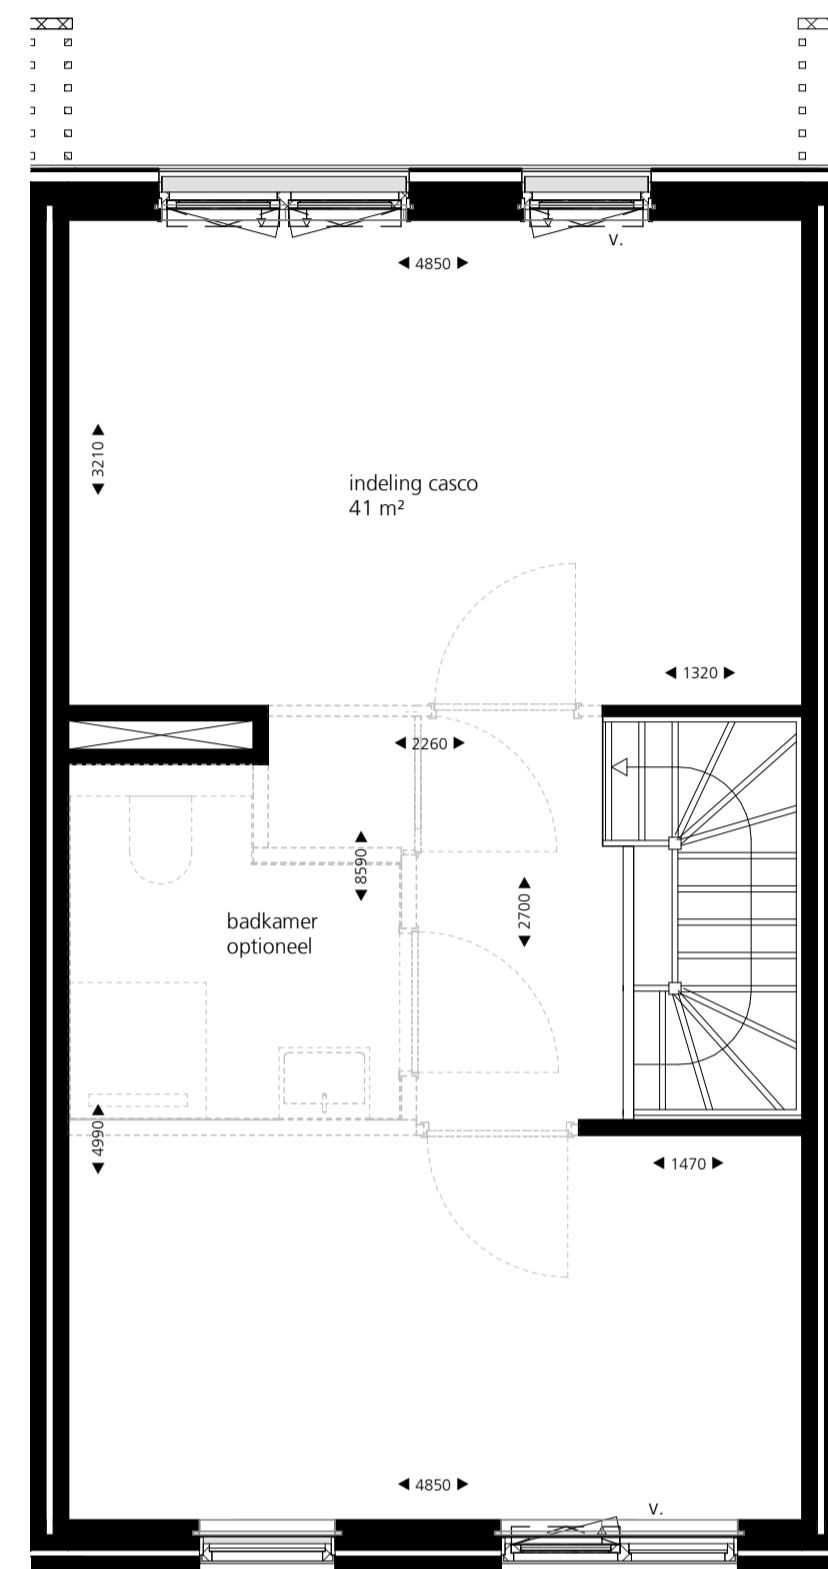 v.
4850
3210
indeling casco
41 m²
1320
2260
8590
2700
badkamer
optioneel
4990
1470
4850
v.